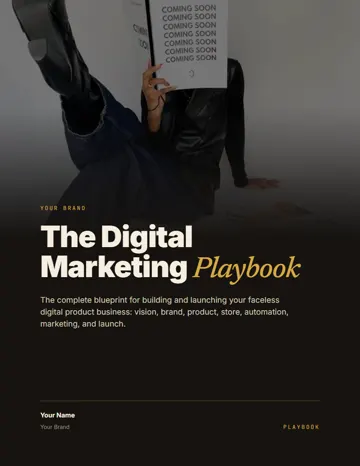 COMING SOON
COMING SOON
COMING SOON
COMING SOON
COMING SOON
COMING SOON
COMING SOON
YOUR BRAND
The Digital
Marketing Playbook
The complete blueprint for building and launching your faceless
digital product business: vision, brand, product, store, automation,
marketing, and launch.
Your Name
Your Brand
PLAYBOOK